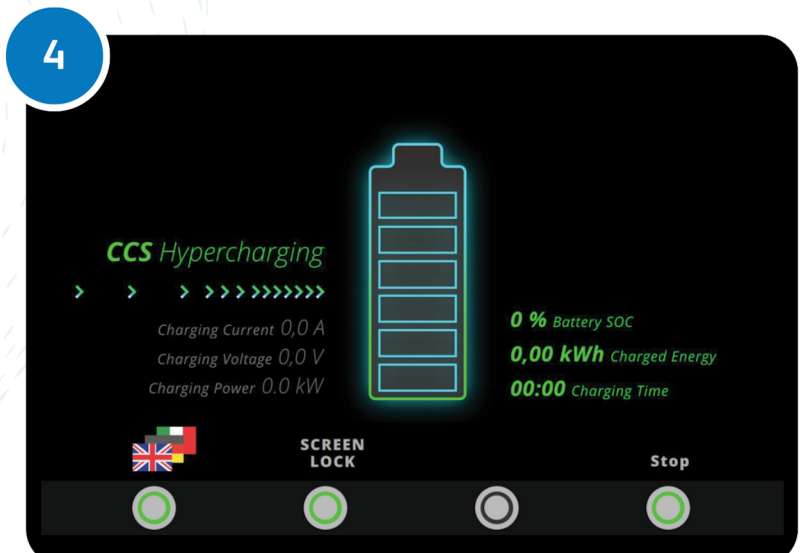 4
CCS Hypercharging
Charging Current 0,0 A
Charging Voltage 0,0 V
Charging Power 0.0 kW
0 % Battery SOC
0,00 kWh Charged Energy
00:00 Charging Time
SCREEN
LOCK
Stop